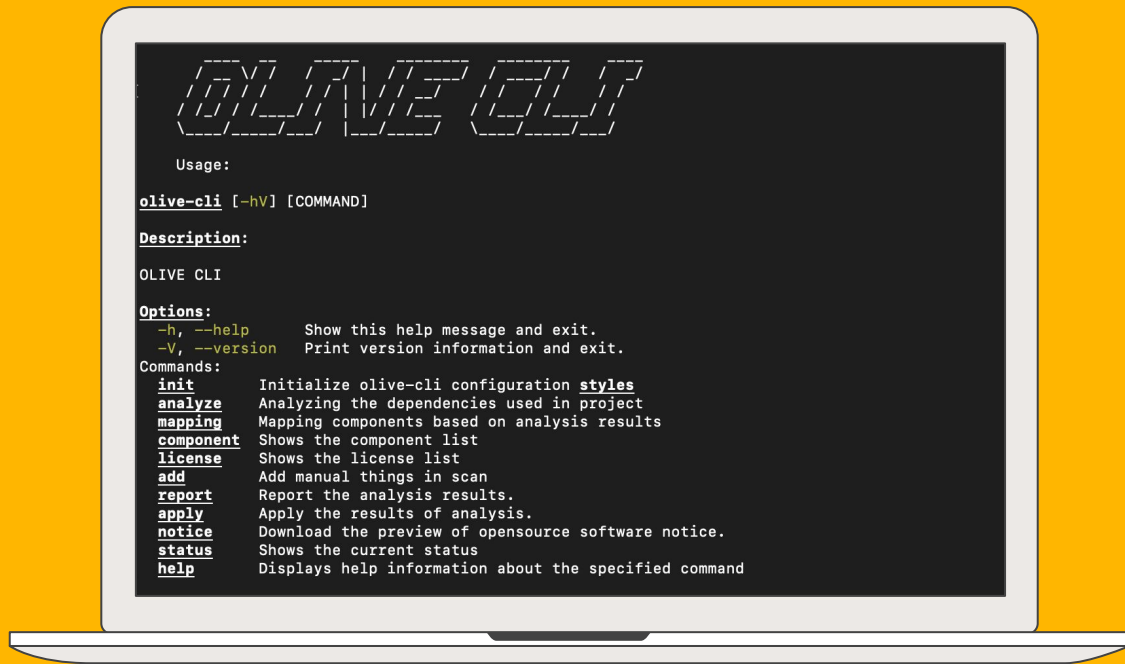 OLIVE CLI
Usage:
olive-cli [-hV] [COMMAND]
Description:
OLIVE CLI
Options:
-h, --help Show this help message and exit.
-V, --version Print version information and exit.
Commands:
init Initialize olive-cli configuration styles
analyze Analyzing the dependencies used in project
mapping Mapping components based on analysis results
component Shows the component list
license Shows the license list
add Add manual things in scan
report Report the analysis results.
apply Apply the results of analysis.
notice Download the preview of opensource software notice.
status Shows the current status
help Displays help information about the specified command